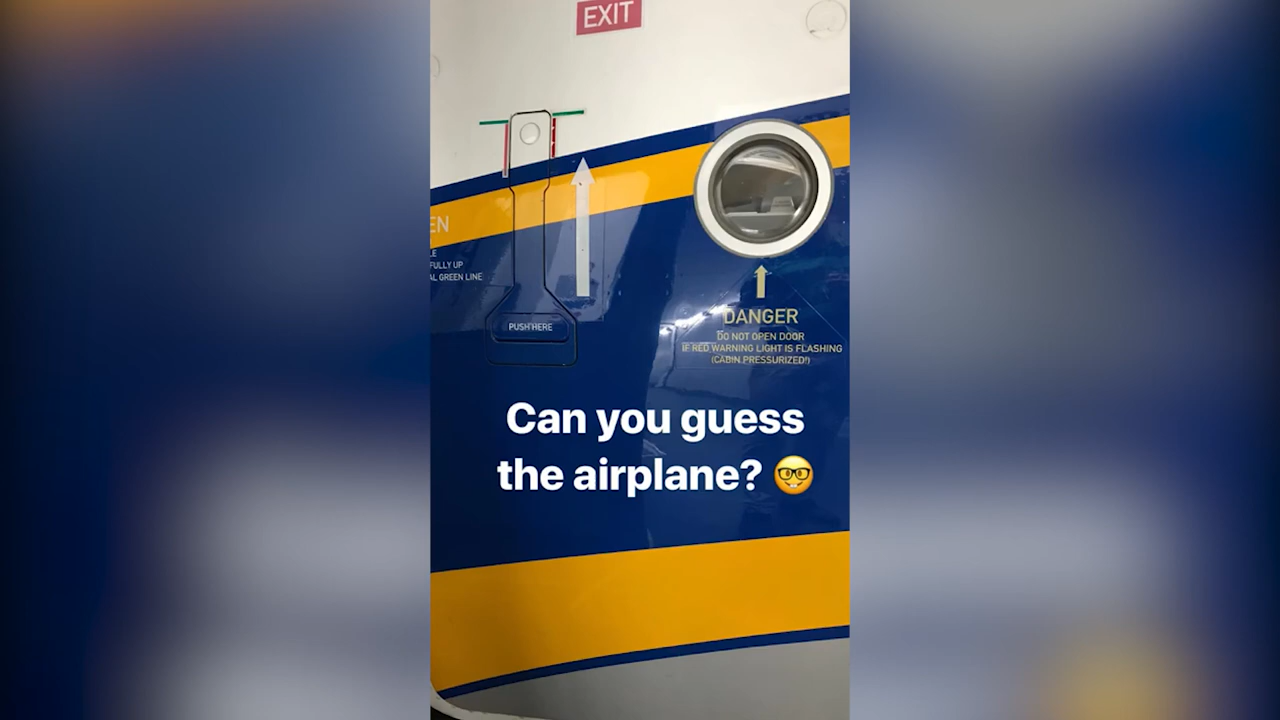 EXIT
EN
LE
FULLY UP
AL GREEN LINE
PUSH HERE
DANGER
DO NOT OPEN DOOR
IF RED WARNING LIGHT IS FLASHING
(CABIN PRESSURIZED!)
Can you guess
the airplane? 🤓